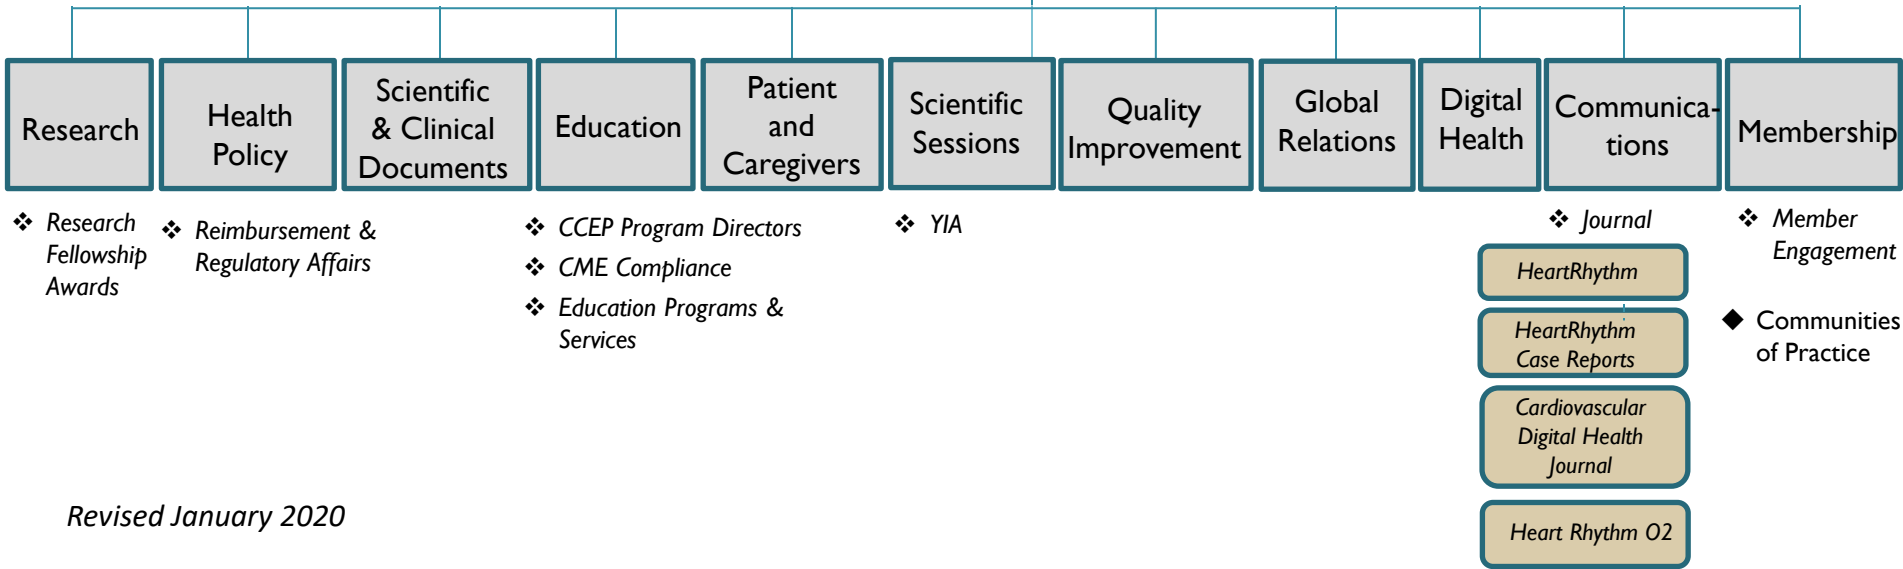 Research
Health
Policy
Scientific
& Clinical
Documents
Education
Patient
and
Caregivers
Scientific
Sessions
Quality
Improvement
Global
Relations
Digital
Health
Communica-
tions
Membership
❖ Research
Fellowship
Awards
❖ Reimbursement &
Regulatory Affairs
❖ CCEP Program Directors
❖ CME Compliance
❖ Education Programs &
Services
❖ YIA
❖ Journal
HeartRhythm
HeartRhythm
Case Reports
Cardiovascular
Digital Health
Journal
Heart Rhythm O2
❖ Member
Engagement
◆ Communities
of Practice
Revised January 2020